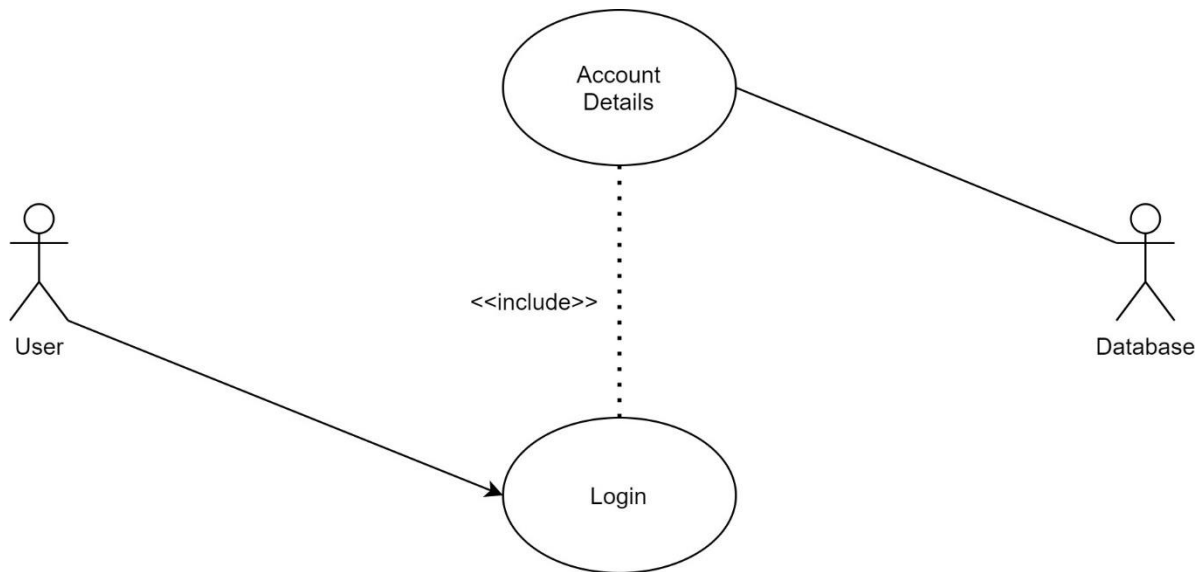 Account
Details
<<include>>
User
Database
Login